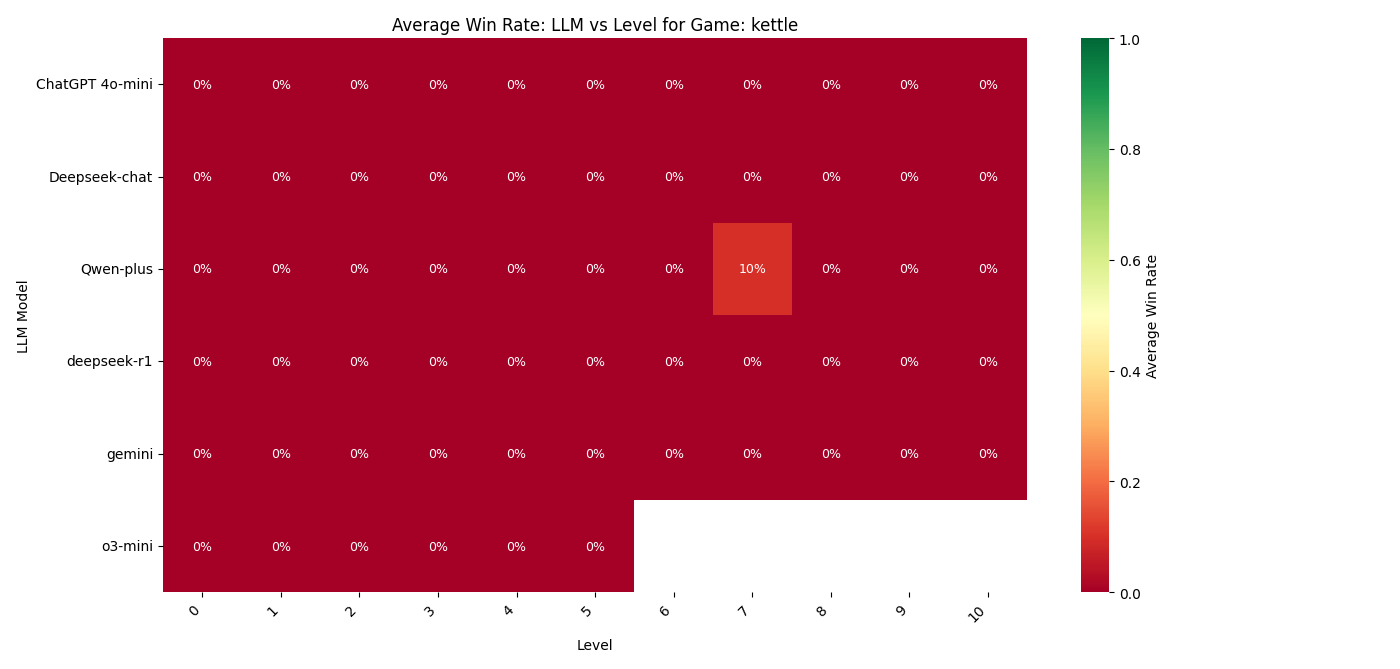 Average Win Rate: LLM vs Level for Game: kettle
LLM Model
ChatGPT 4o-mini 0% 0% 0% 0% 0% 0% 0% 0% 0% 0% 0%
Deepseek-chat 0% 0% 0% 0% 0% 0% 0% 0% 0% 0% 0%
Qwen-plus 0% 0% 0% 0% 0% 0% 0% 10% 0% 0% 0%
deepseek-r1 0% 0% 0% 0% 0% 0% 0% 0% 0% 0% 0%
gemini 0% 0% 0% 0% 0% 0% 0% 0% 0% 0% 0%
o3-mini 0% 0% 0% 0% 0% 0%
0 1 2 3 4 5 6 7 8 9 10
Level
1.0
0.8
0.6
0.4
0.2
0.0
Average Win Rate